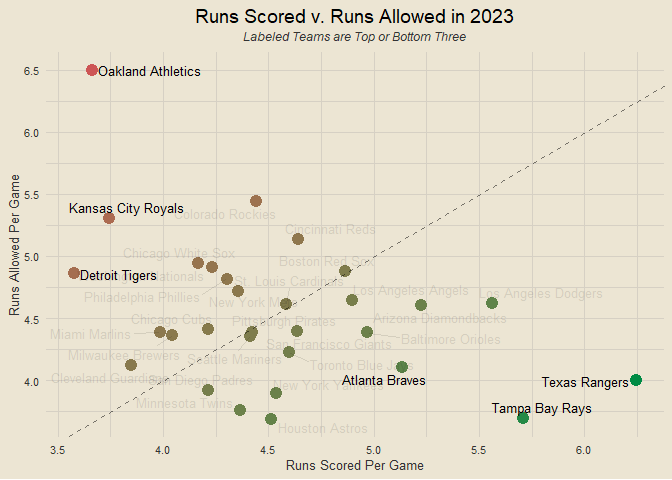 Runs Scored v. Runs Allowed in 2023
Labeled Teams are Top or Bottom Three
6.5
Oakland Athletics
6.0
5.5
Kansas City Royals
Colorado Rockies
Cincinnati Reds
5.0
Chicago White Sox
Boston Red Sox
Detroit Tigers
Nationals
St. Louis Cardinals
Los Angeles Angels
Los Angeles Dodgers
Philadelphia Phillies
New York Mets
4.5
Chicago Cubs
Pittsburgh Pirates
Arizona Diamondbacks
Miami Marlins
Baltimore Orioles
San Francisco Giants
Milwaukee Brewers
Seattle Mariners
Toronto Blue Jays
4.0
Cleveland Guardians
San Diego Padres
New York Yankees
Atlanta Braves
Texas Rangers
Minnesota Twins
Tampa Bay Rays
Houston Astros
3.5
4.0
4.5
5.0
5.5
6.0
Runs Scored Per Game
Runs Allowed Per Game